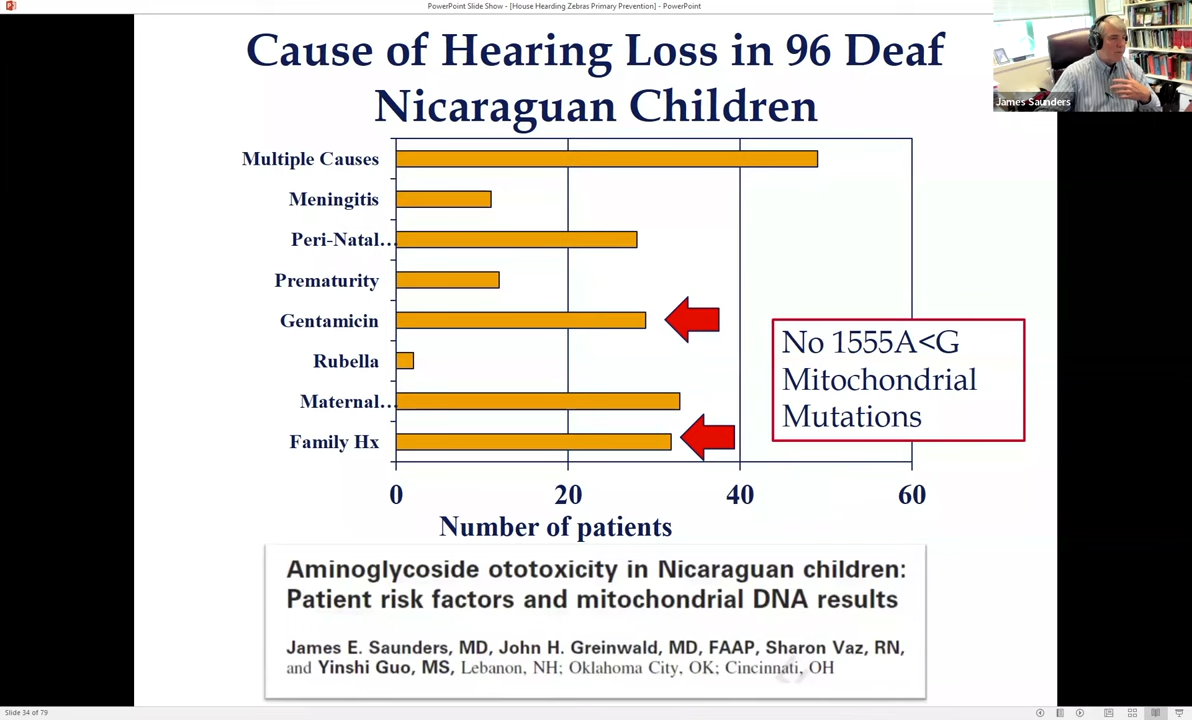 PowerPoint Slide Show - [House Hearding Zebras Primary Prevention] - PowerPoint
Cause of Hearing Loss in 96 Deaf
Nicaraguan Children
James Saunders
Multiple Causes
Meningitis
Peri-Natal…
Prematurity
Gentamicin
Rubella
Maternal…
Family Hx
No 1555A<G
Mitochondrial
Mutations
0 20 40 60
Number of patients
Aminoglycoside ototoxicity in Nicaraguan children:
Patient risk factors and mitochondrial DNA results
James E. Saunders, MD, John H. Greinwald, MD, FAAP, Sharon Vaz, RN,
and Yinshi Guo, MS, Lebanon, NH; Oklahoma City, OK; Cincinnati, OH
Slide 34 of 79